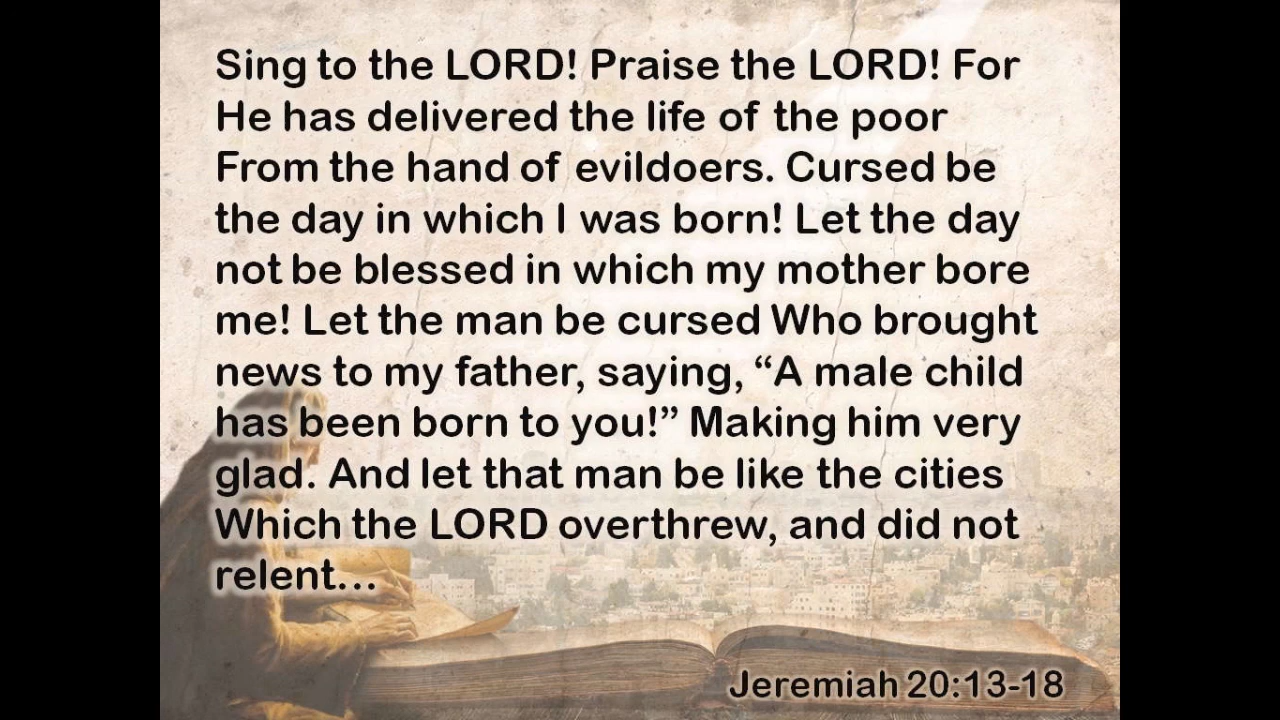 Sing to the LORD! Praise the LORD! For
He has delivered the life of the poor
From the hand of evildoers. Cursed be
the day in which I was born! Let the day
not be blessed in which my mother bore
me! Let the man be cursed Who brought
news to my father, saying, “A male child
has been born to you!” Making him very
glad. And let that man be like the cities
Which the LORD overthrew, and did not
relent…
Jeremiah 20:13-18